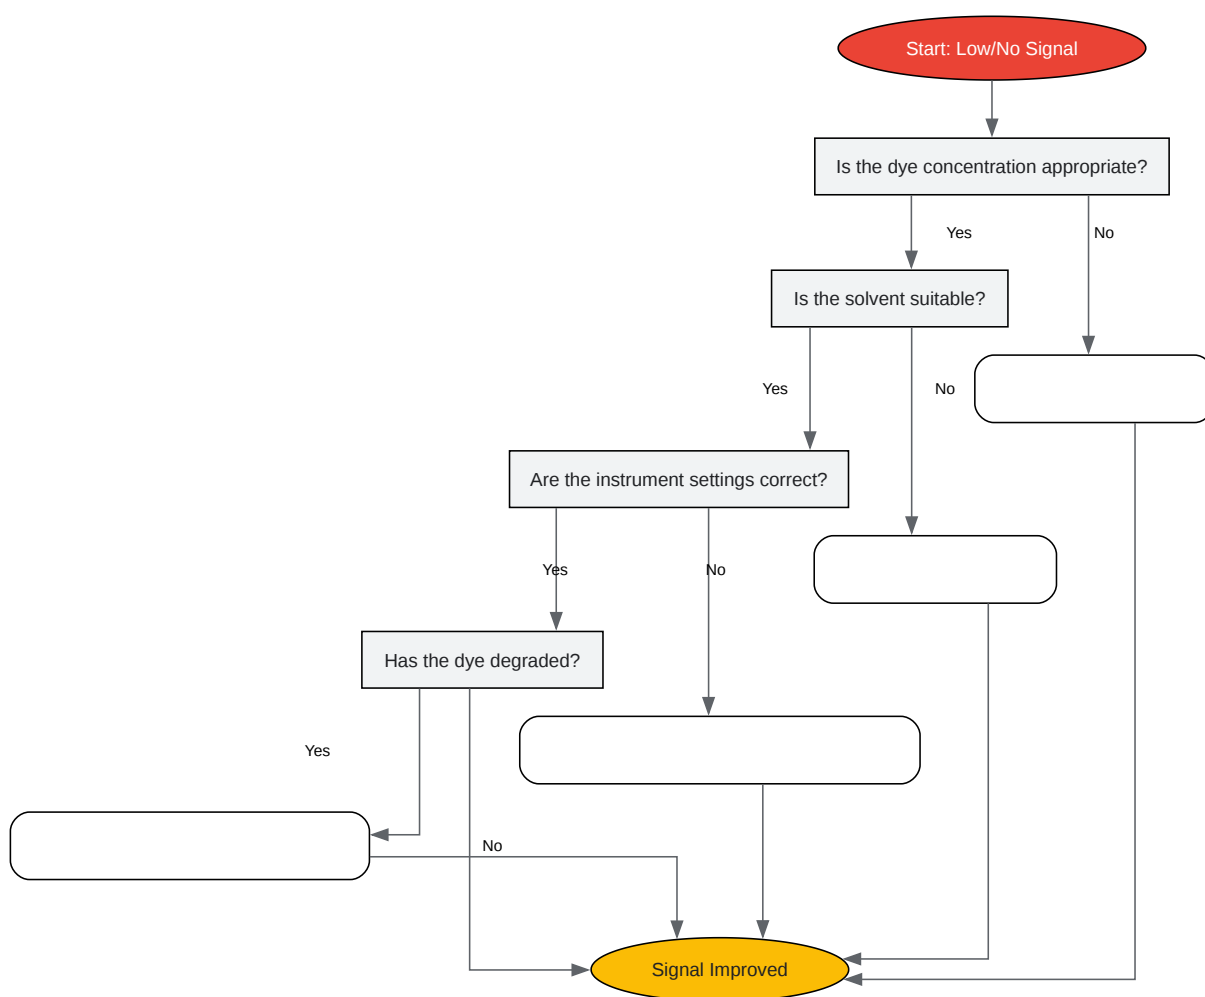 Start: Low/No Signal
Is the dye concentration appropriate?
Yes
No
Is the solvent suitable?
Yes
No
Are the instrument settings correct?
Yes
No
Has the dye degraded?
Yes
No
Signal Improved